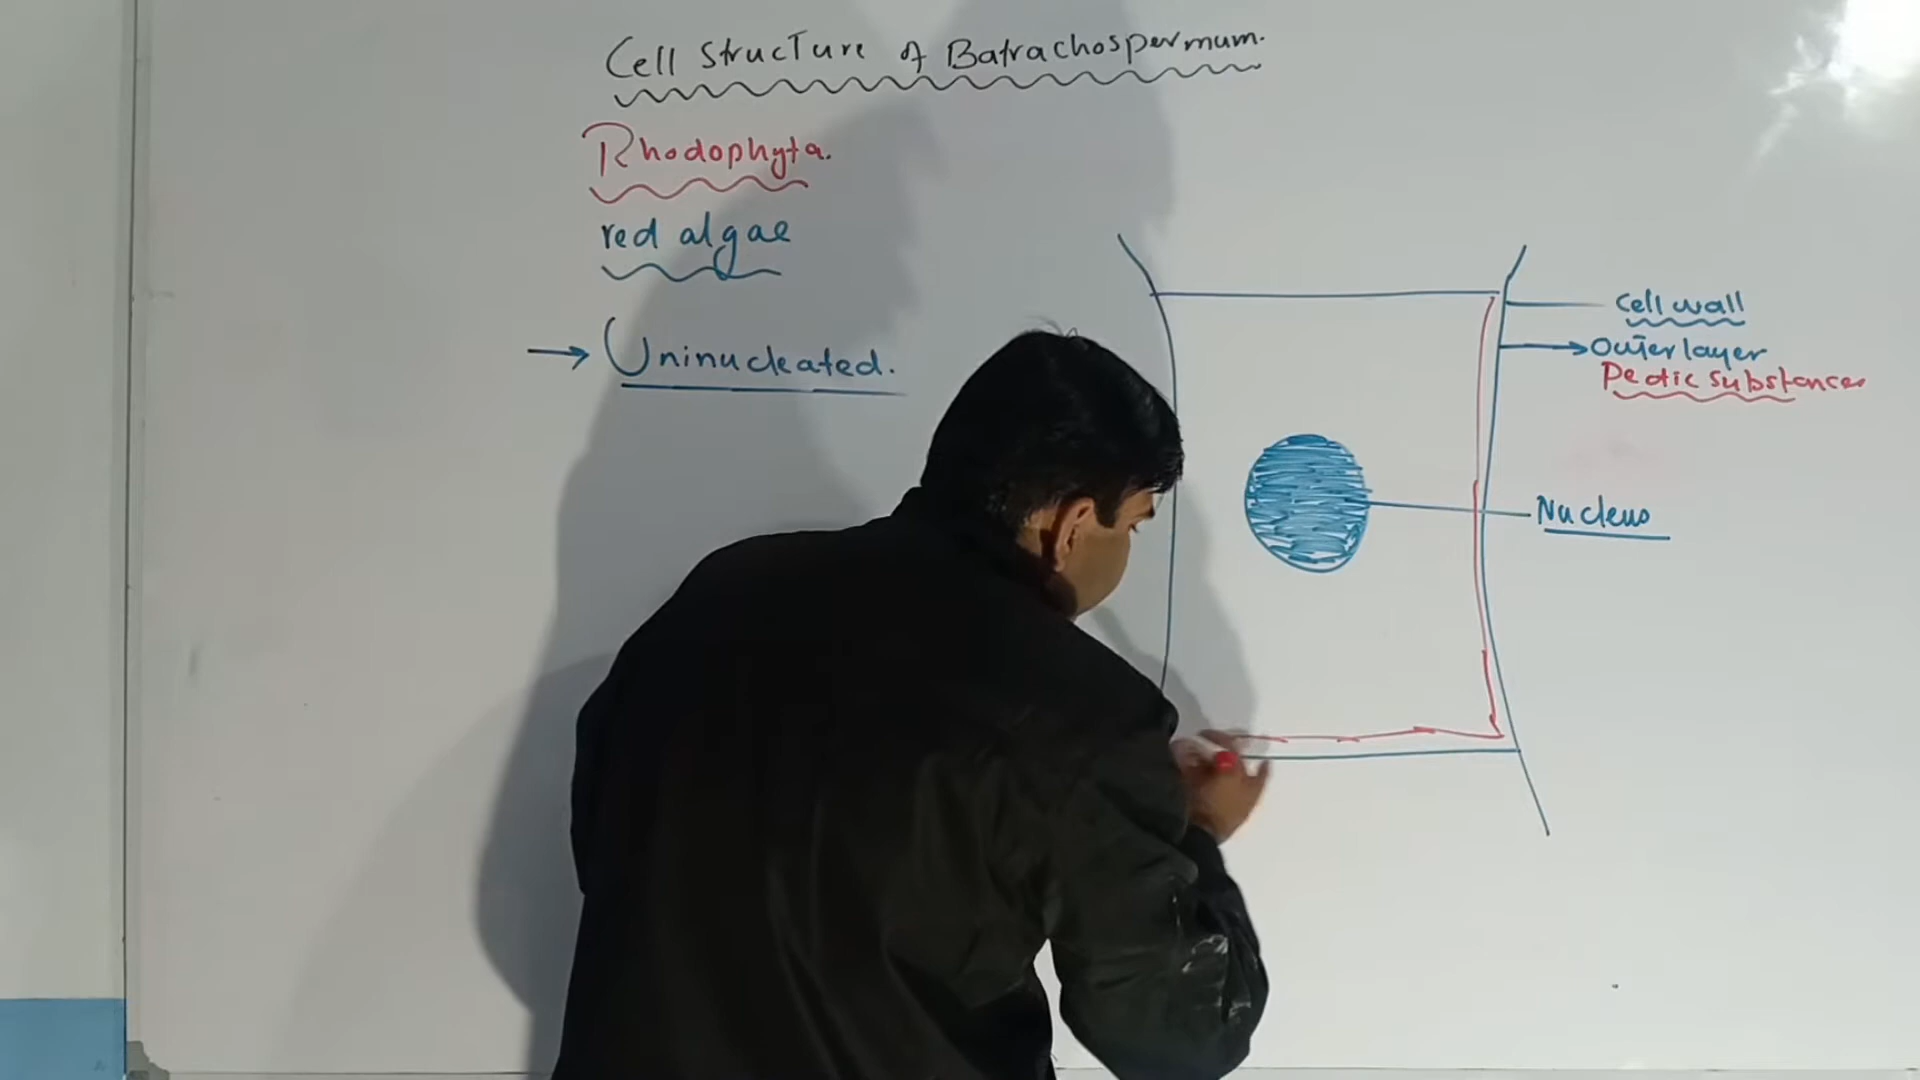 Cell Structure of Batrachospermum.
Rhodophyta.
red algae
→ Uninucleated.
Cell wall
Outer layer
Pectic substances
Nucleus